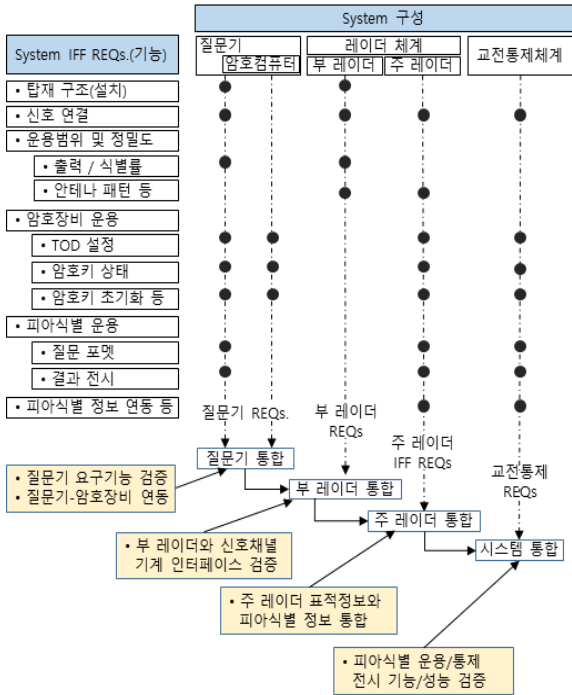 System 구성
System IFF REQs.(기능)
질문기
암호컴퓨터
레이더 체계
부 레이더
주 레이더
교전통제체계
• 탑재 구조(설치)
• 신호 연결
• 운용범위 및 정밀도
• 출력 / 식별률
• 안테나 패턴 등
• 암호장비 운용
• TOD 설정
• 암호키 상태
• 암호키 초기화 등
• 피아식별 운용
• 질문 포멧
• 결과 전시
• 피아식별 정보 연동 등
질문기 REQs.
부 레이더
REQs
주 레이더
IFF REQs
교전통제
REQs
질문기 통합
부 레이더 통합
주 레이더 통합
시스템 통합
• 질문기 요구기능 검증
• 질문기-암호장비 연동
• 부 레이더와 신호채널
기계 인터페이스 검증
• 주 레이더 표적정보와
피아식별 정보 통합
• 피아식별 운용/통제
전시 기능/성능 검증